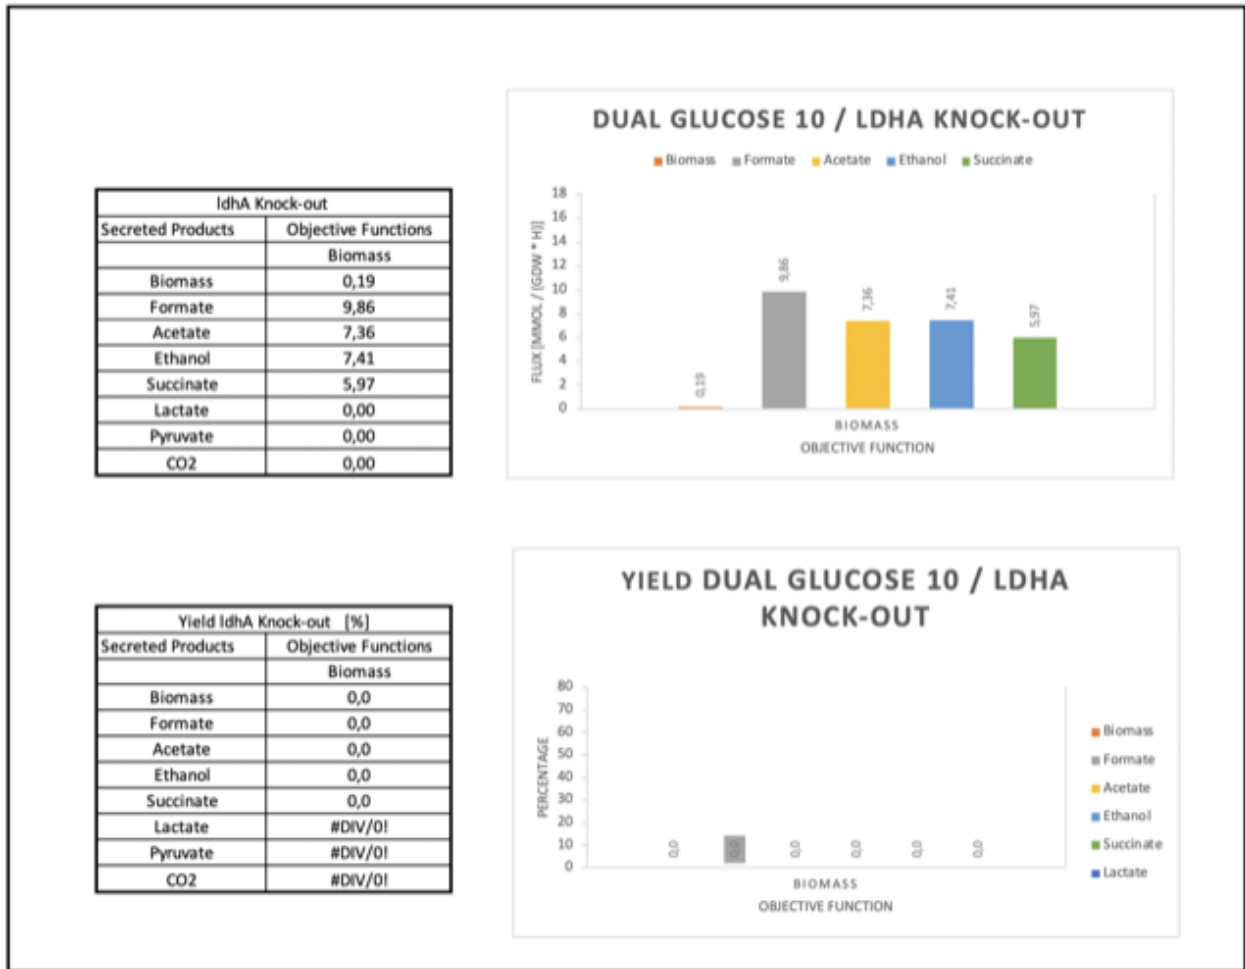 ldhA Knock-out
Secreted Products Objective Functions
Biomass
Biomass 0,19
Formate 9,86
Acetate 7,36
Ethanol 7,41
Succinate 5,97
Lactate 0,00
Pyruvate 0,00
CO2 0,00
DUAL GLUCOSE 10 / LDHA KNOCK-OUT
Biomass Formate Acetate Ethanol Succinate
FLUX [MMOL / (GDW * H)]
18
16
14
12
10
8
6
4
2
0
0,19
9,86
7,36
7,41
5,97
BIOMASS
OBJECTIVE FUNCTION
Yield ldhA Knock-out [%]
Secreted Products Objective Functions
Biomass
Biomass 0,0
Formate 0,0
Acetate 0,0
Ethanol 0,0
Succinate 0,0
Lactate #DIV/0!
Pyruvate #DIV/0!
CO2 #DIV/0!
YIELD DUAL GLUCOSE 10 / LDHA
KNOCK-OUT
PERCENTAGE
80
70
60
50
40
30
20
10
0
0,0
0,0
0,0
0,0
0,0
0,0
BIOMASS
OBJECTIVE FUNCTION
Biomass
Formate
Acetate
Ethanol
Succinate
Lactate